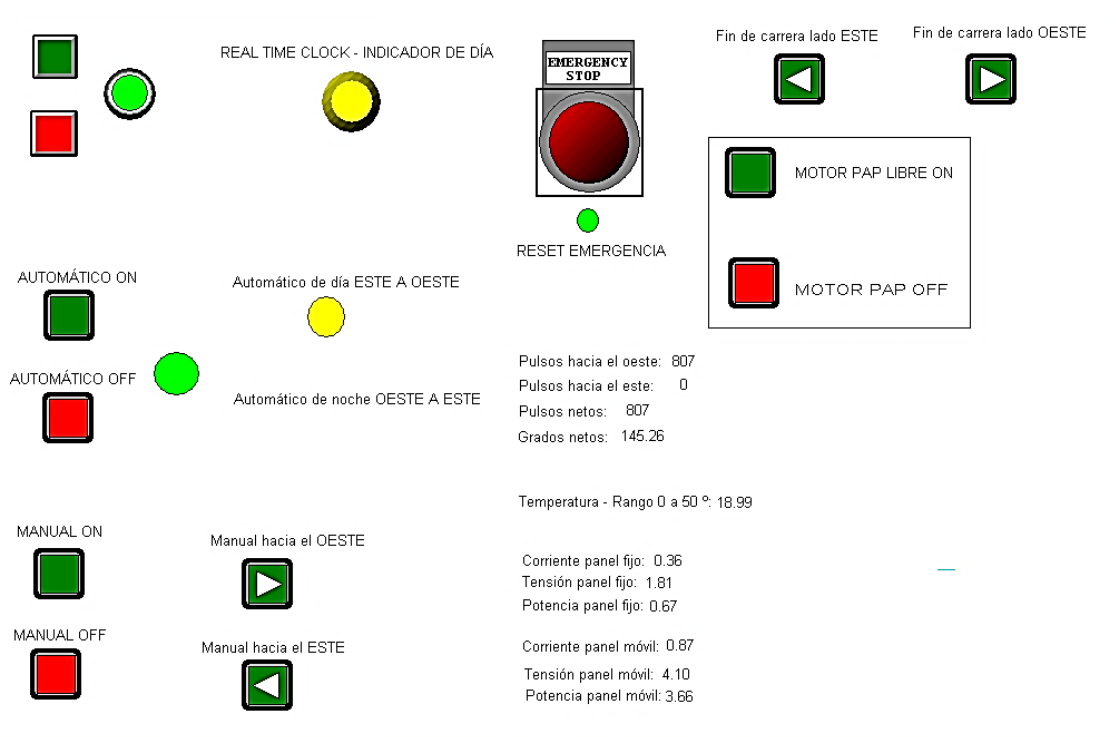 REAL TIME CLOCK - INDICADOR DE DÍA
EMERGENCY
STOP
Fin de carrera lado ESTE
Fin de carrera lado OESTE
MOTOR PAP LIBRE ON
RESET EMERGENCIA
MOTOR PAP OFF
AUTOMÁTICO ON
Automático de día ESTE A OESTE
AUTOMÁTICO OFF
Automático de noche OESTE A ESTE
Pulsos hacia el oeste: 807
Pulsos hacia el este: 0
Pulsos netos: 807
Grados netos: 145.26
Temperatura - Rango 0 a 50 º: 18.99
MANUAL ON
Manual hacia el OESTE
MANUAL OFF
Manual hacia el ESTE
Corriente panel fijo: 0.36
Tensión panel fijo: 1.81
Potencia panel fijo: 0.67
Corriente panel móvil: 0.87
Tensión panel móvil: 4.10
Potencia panel móvil: 3.66